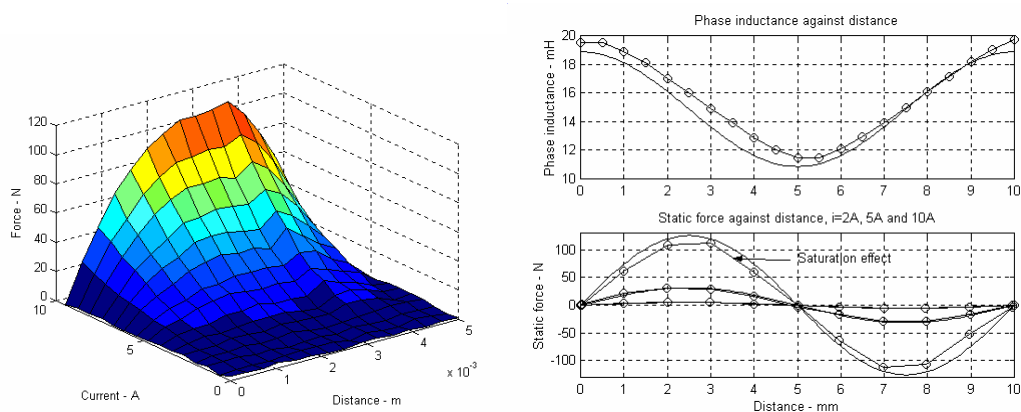 120
100
80
60
40
20
0
Force - N
10
5
0
Current - A
0
1
2
3
4
5
x 10⁻³
Distance - m
Phase inductance against distance
20
18
16
14
12
10
Phase inductance - mH
0 1 2 3 4 5 6 7 8 9 10
Static force against distance, i=2A, 5A and 10A
100
50
0
-50
-100
Static force - N
Saturation effect
0 1 2 3 4 5 6 7 8 9 10
Distance - mm